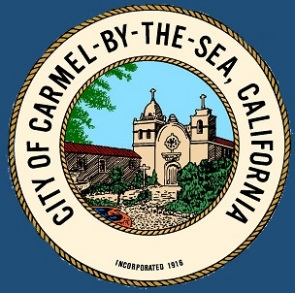 CITY OF CARMEL-BY-THE-SEA, CALIFORNIA
INCORPORATED 1916